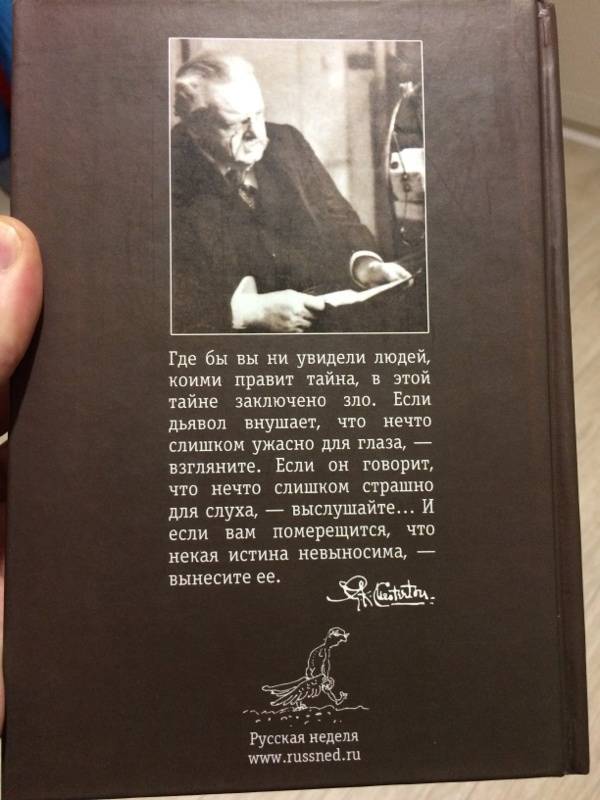 Где бы вы ни увидели людей,
коими правит тайна, в этой
тайне заключено зло. Если
дьявол внушает, что нечто
слишком ужасно для глаза, —
взгляните. Если он говорит,
что нечто слишком страшно
для слуха, — выслушайте... И
если вам померещится, что
некая истина невыносима, —
вынесите ее.
G.K. Chesterton.
Русская неделя
www.russned.ru